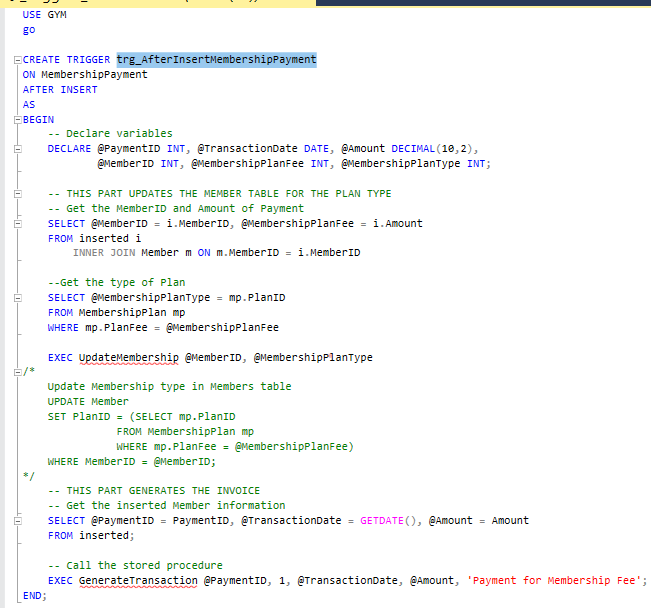 USE GYM
go
CREATE TRIGGER trg_AfterInsertMembershipPayment
ON MembershipPayment
AFTER INSERT
AS
BEGIN
-- Declare variables
DECLARE @PaymentID INT, @TransactionDate DATE, @Amount DECIMAL(10,2),
@MemberID INT, @MembershipPlanFee INT, @MembershipPlanType INT;
-- THIS PART UPDATES THE MEMBER TABLE FOR THE PLAN TYPE
-- Get the MemberID and Amount of Payment
SELECT @MemberID = i.MemberID, @MembershipPlanFee = i.Amount
FROM inserted i
INNER JOIN Member m ON m.MemberID = i.MemberID
--Get the type of Plan
SELECT @MembershipPlanType = mp.PlanID
FROM MembershipPlan mp
WHERE mp.PlanFee = @MembershipPlanFee
EXEC UpdateMembership @MemberID, @MembershipPlanType
/*
Update Membership type in Members table
UPDATE Member
SET PlanID = (SELECT mp.PlanID
FROM MembershipPlan mp
WHERE mp.PlanFee = @MembershipPlanFee)
WHERE MemberID = @MemberID;
*/
-- THIS PART GENERATES THE INVOICE
-- Get the inserted Member information
SELECT @PaymentID = PaymentID, @TransactionDate = GETDATE(), @Amount = Amount
FROM inserted;
-- Call the stored procedure
EXEC GenerateTransaction @PaymentID, 1, @TransactionDate, @Amount, 'Payment for Membership Fee';
END;